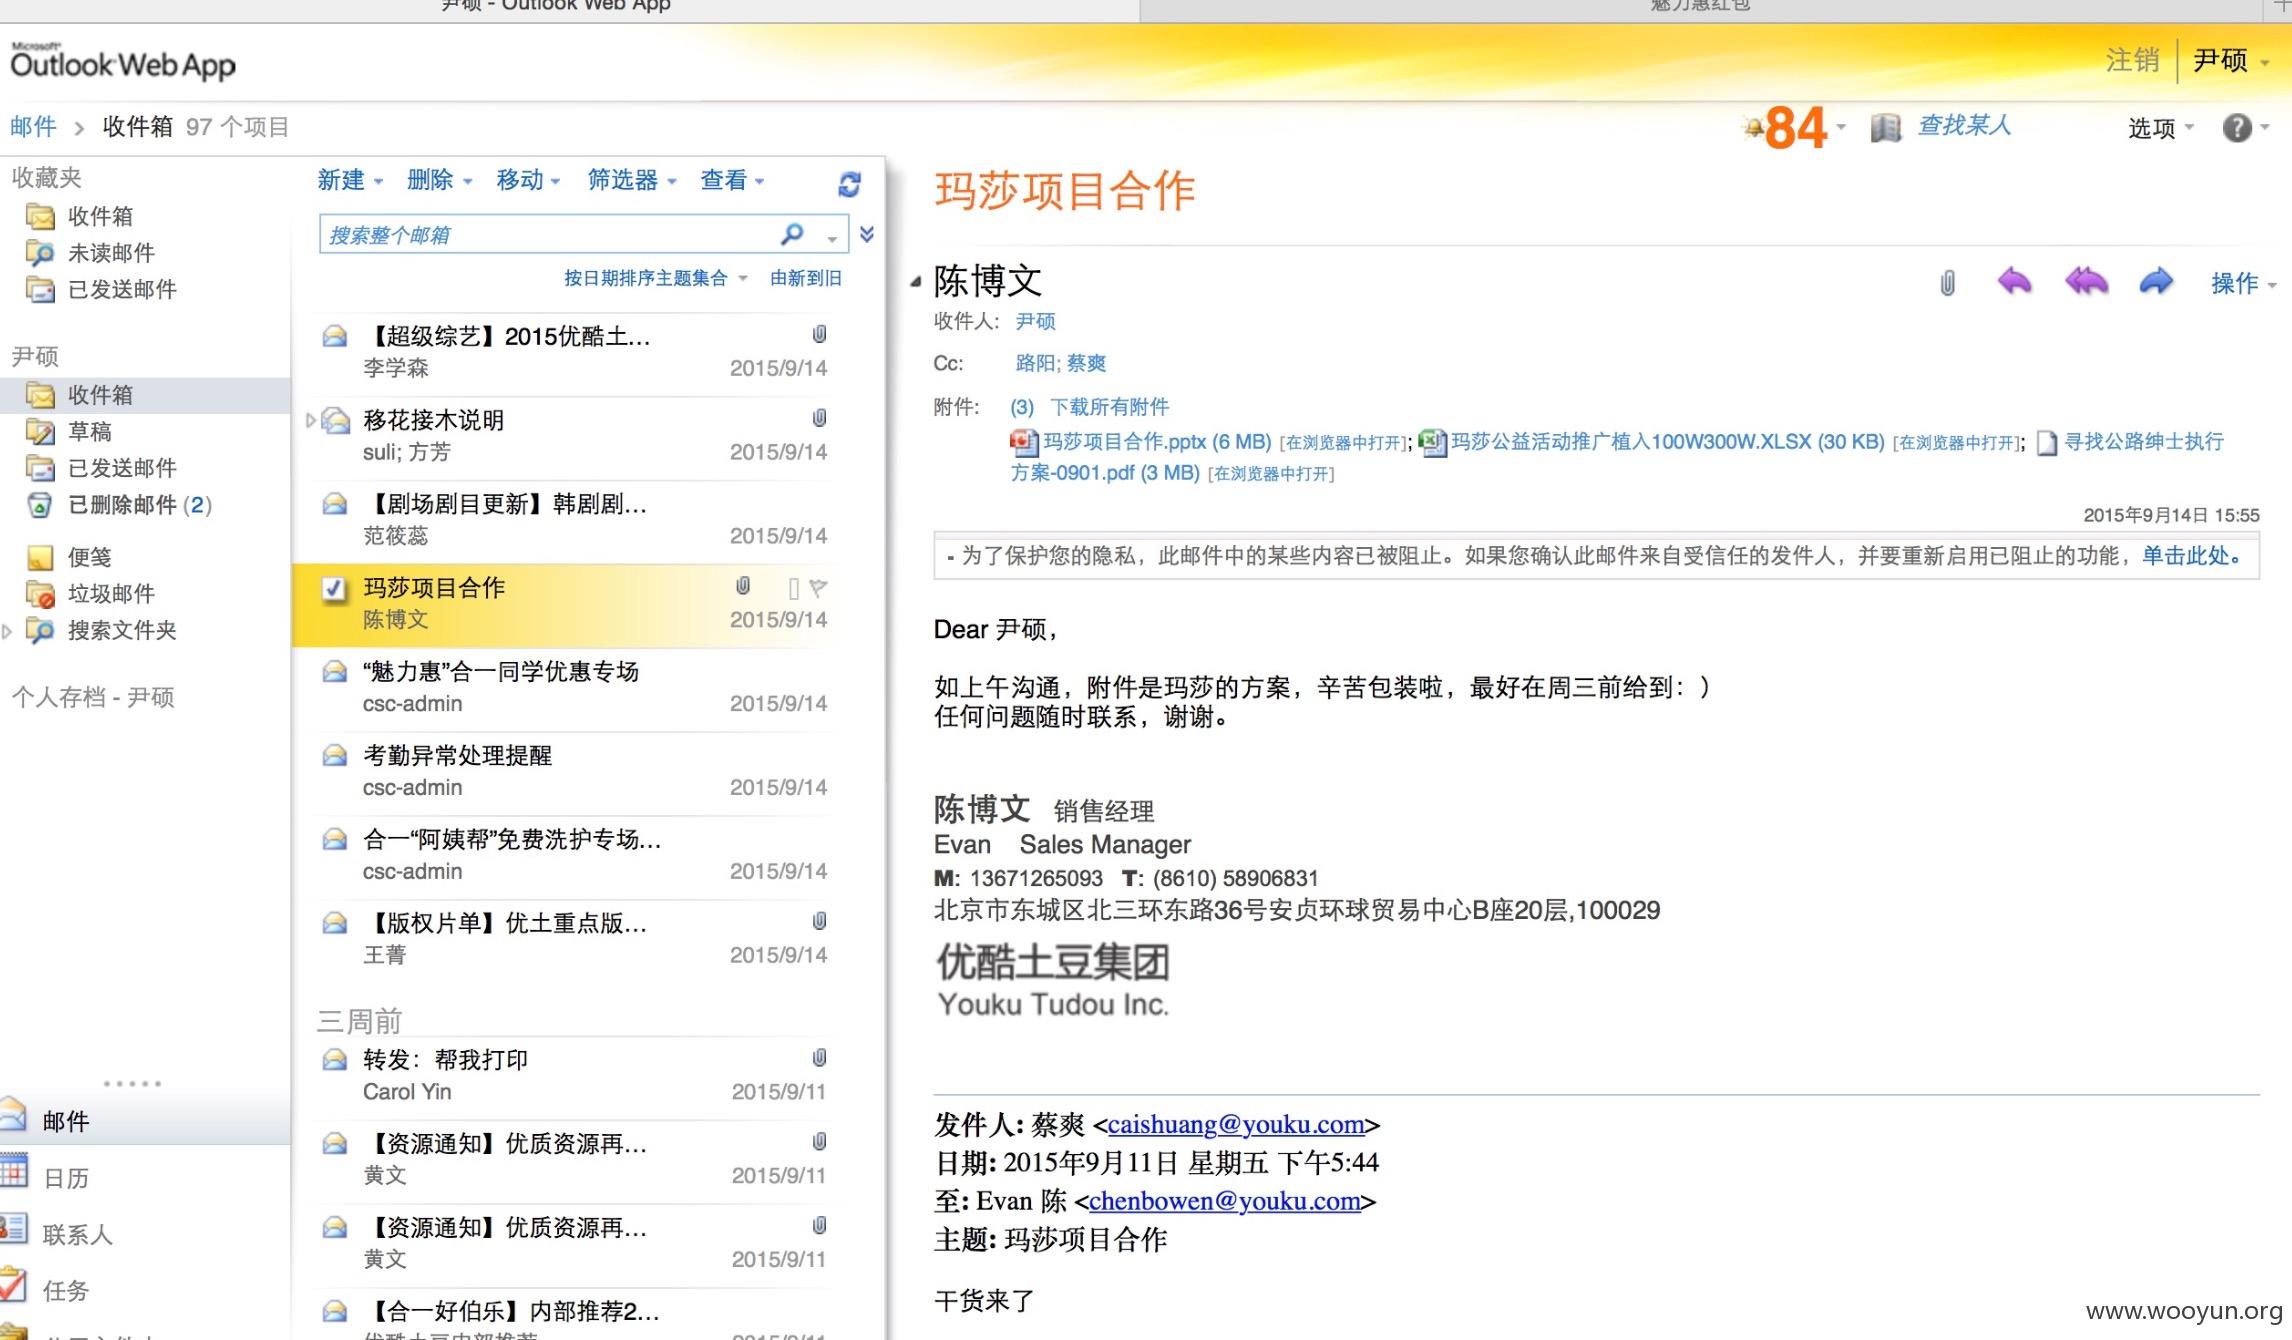 尹硕 - Outlook Web App
魅力惠红包
Microsoft
Outlook Web App
注销
尹硕
邮件 收件箱 97 个项目
84
查找某人
选项
收藏夹
收件箱
未读邮件
已发送邮件
尹硕
收件箱
草稿
已发送邮件
已删除邮件 (2)
便笺
垃圾邮件
搜索文件夹
个人存档 - 尹硕
邮件
日历
联系人
任务
新建 删除 移动 筛选器 查看
搜索整个邮箱
按日期排序主题集合 由新到旧
【超级综艺】2015优酷土...
李学森 2015/9/14
移花接木说明
suli; 方芳 2015/9/14
【剧场剧目更新】韩剧剧...
范筱蕊 2015/9/14
玛莎项目合作
陈博文 2015/9/14
“魅力惠”合一同学优惠专场
csc-admin 2015/9/14
考勤异常处理提醒
csc-admin 2015/9/14
合一“阿姨帮”免费洗护专场...
csc-admin 2015/9/14
【版权片单】优土重点版...
王菁 2015/9/14
三周前
转发：帮我打印
Carol Yin 2015/9/11
【资源通知】优质资源再...
黄文 2015/9/11
【资源通知】优质资源再...
黄文 2015/9/11
【合一好伯乐】内部推荐2...
玛莎项目合作
陈博文
操作
收件人: 尹硕
Cc: 路阳; 蔡爽
附件: (3) 下载所有附件
玛莎项目合作.pptx (6 MB) [在浏览器中打开]; 玛莎公益活动推广植入100W300W.XLSX (30 KB) [在浏览器中打开]; 寻找公路绅士执行
方案-0901.pdf (3 MB) [在浏览器中打开]
2015年9月14日 15:55
- 为了保护您的隐私，此邮件中的某些内容已被阻止。如果您确认此邮件来自受信任的发件人，并要重新启用已阻止的功能，单击此处。
Dear 尹硕，
如上午沟通，附件是玛莎的方案，辛苦包装啦，最好在周三前给到：）
任何问题随时联系，谢谢。
陈博文 销售经理
Evan Sales Manager
M: 13671265093 T: (8610) 58906831
北京市东城区北三环东路36号安贞环球贸易中心B座20层,100029
优酷土豆集团
Youku Tudou Inc.
发件人: 蔡爽 <caishuang@youku.com>
日期: 2015年9月11日 星期五 下午5:44
至: Evan 陈 <chenbowen@youku.com>
主题: 玛莎项目合作
干货来了
www.wooyun.org